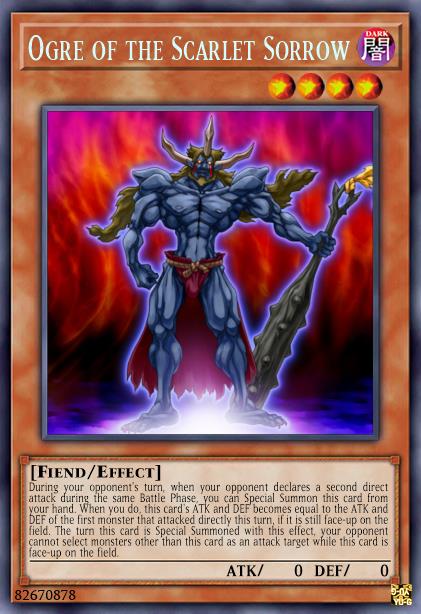 OGRE OF THE SCARLET SORROW
DARK
闇
[FIEND/EFFECT]
During your opponent's turn, when your opponent declares a second direct
attack during the same Battle Phase, you can Special Summon this card from
your hand. When you do, this card's ATK and DEF becomes equal to the ATK and
DEF of the first monster that attacked directly this turn, if it is still face-up on the
field. The turn this card is Special Summoned with this effect, your opponent
cannot select monsters other than this card as an attack target while this card is
face-up on the field.
ATK/ 0 DEF/ 0
82670878